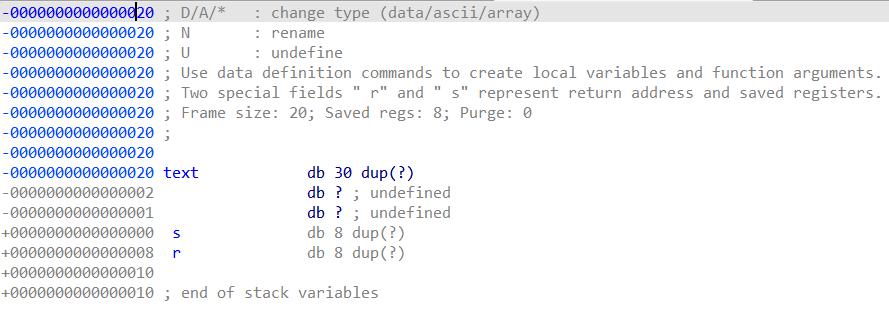 -0000000000000020 ; D/A/*   : change type (data/ascii/array)
-0000000000000020 ; N       : rename
-0000000000000020 ; U       : undefine
-0000000000000020 ; Use data definition commands to create local variables and function arguments.
-0000000000000020 ; Two special fields " r" and " s" represent return address and saved registers.
-0000000000000020 ; Frame size: 20; Saved regs: 8; Purge: 0
-0000000000000020 ;
-0000000000000020
-0000000000000020 text            db 30 dup(?)
-0000000000000002                 db ? ; undefined
-0000000000000001                 db ? ; undefined
+0000000000000000  s              db 8 dup(?)
+0000000000000008  r              db 8 dup(?)
+0000000000000010
+0000000000000010 ; end of stack variables